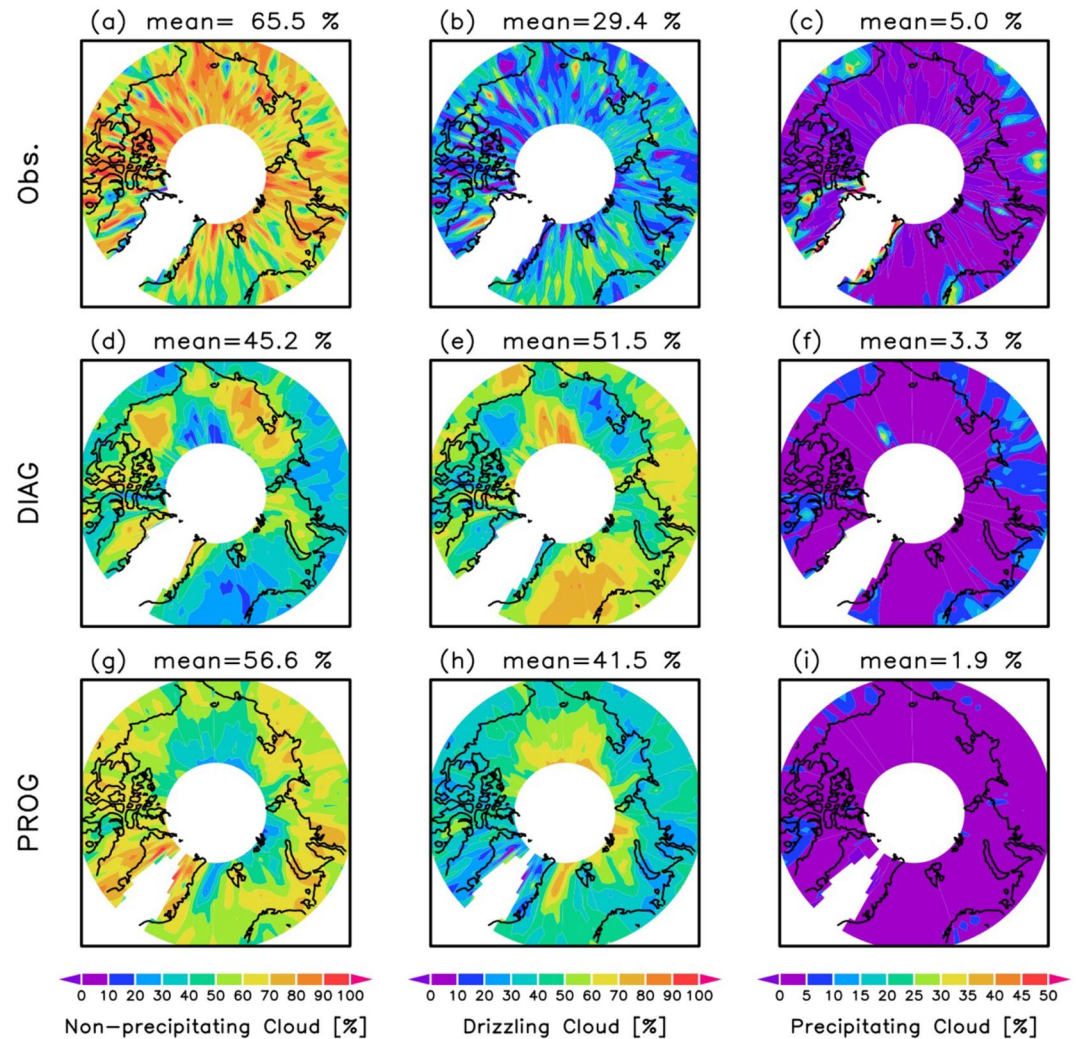 (a) mean= 65.5 %
(b) mean=29.4 %
(c) mean=5.0 %
Obs.
(d) mean=45.2 %
(e) mean=51.5 %
(f) mean=3.3 %
DIAG
(g) mean=56.6 %
(h) mean=41.5 %
(i) mean=1.9 %
PROG
0 10 20 30 40 50 60 70 80 90 100
0 10 20 30 40 50 60 70 80 90 100
0 5 10 15 20 25 30 35 40 45 50
Non-precipitating Cloud [%]
Drizzling Cloud [%]
Precipitating Cloud [%]